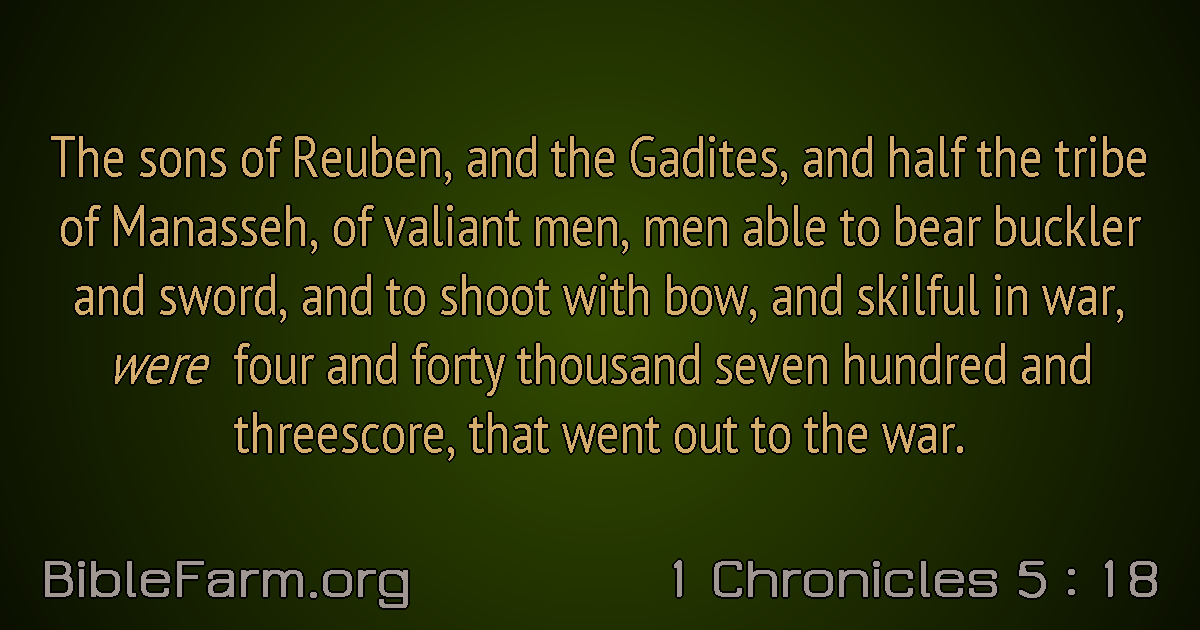 The sons of Reuben, and the Gadites, and half the tribe
of Manasseh, of valiant men, men able to bear buckler
and sword, and to shoot with bow, and skilful in war,
were four and forty thousand seven hundred and
threescore, that went out to the war.
BibleFarm.org
1 Chronicles 5 : 18